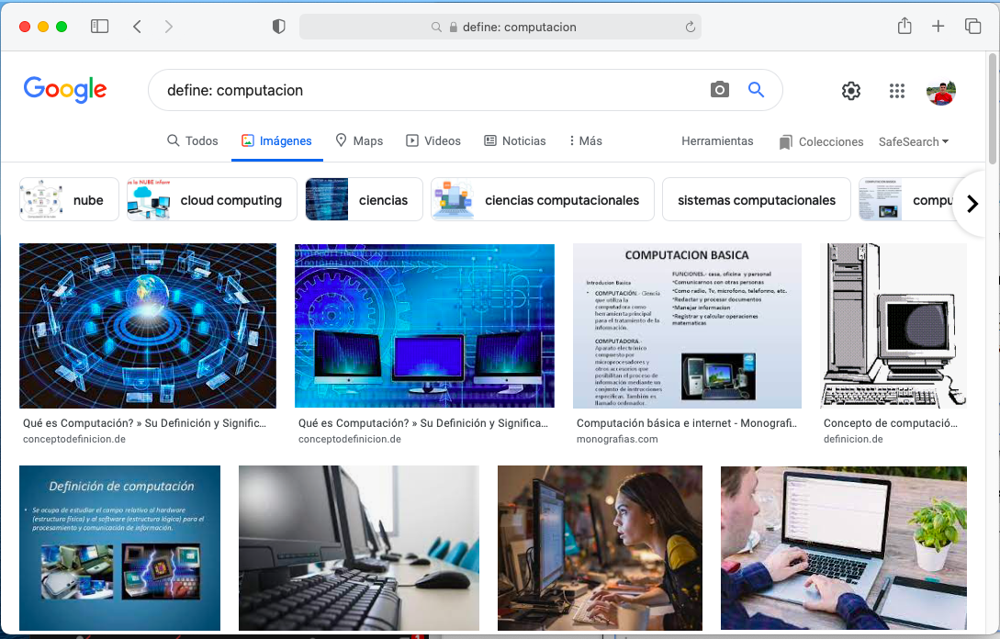 define: computacion
Google
define: computacion
Todos
Imágenes
Maps
Videos
Noticias
Más
Herramientas
Colecciones
SafeSearch
nube
cloud computing
ciencias
ciencias computacionales
sistemas computacionales
compu
COMPUTACION BASICA
Introduccion Basica
• COMPUTACIÓN.- Ciencia
que utiliza la
computadora como
herramienta principal
para el tratamiento de la
información.
COMPUTADORA.-
Aparato electrónico
compuesto por
microprocesadores y
otros accesorios que
posibilitan el proceso de
información mediante un
conjunto de instrucciones
específicas. También es
llamado ordenador.
FUNCIONES.- casa, oficina y personal
•Comunicarnos con otras personas
•Como radio, Tv, microfono, telefonno, etc.
•Redactar y procesar documentos
•Manejar informacion
•Registrar y calcular operaciones
matematicas
Qué es Computación? » Su Definición y Signific...
conceptodefinicion.de
Qué es Computación? » Su Definición y Significa...
conceptodefinicion.de
Computación básica e internet - Monografi..
monografias.com
Concepto de computació...
definicion.de
Definición de computación
• Se ocupa de estudiar el campo relativo al hardware
(estructura física) y al software (estructura lógica) para el
procesamiento y comunicación de información.